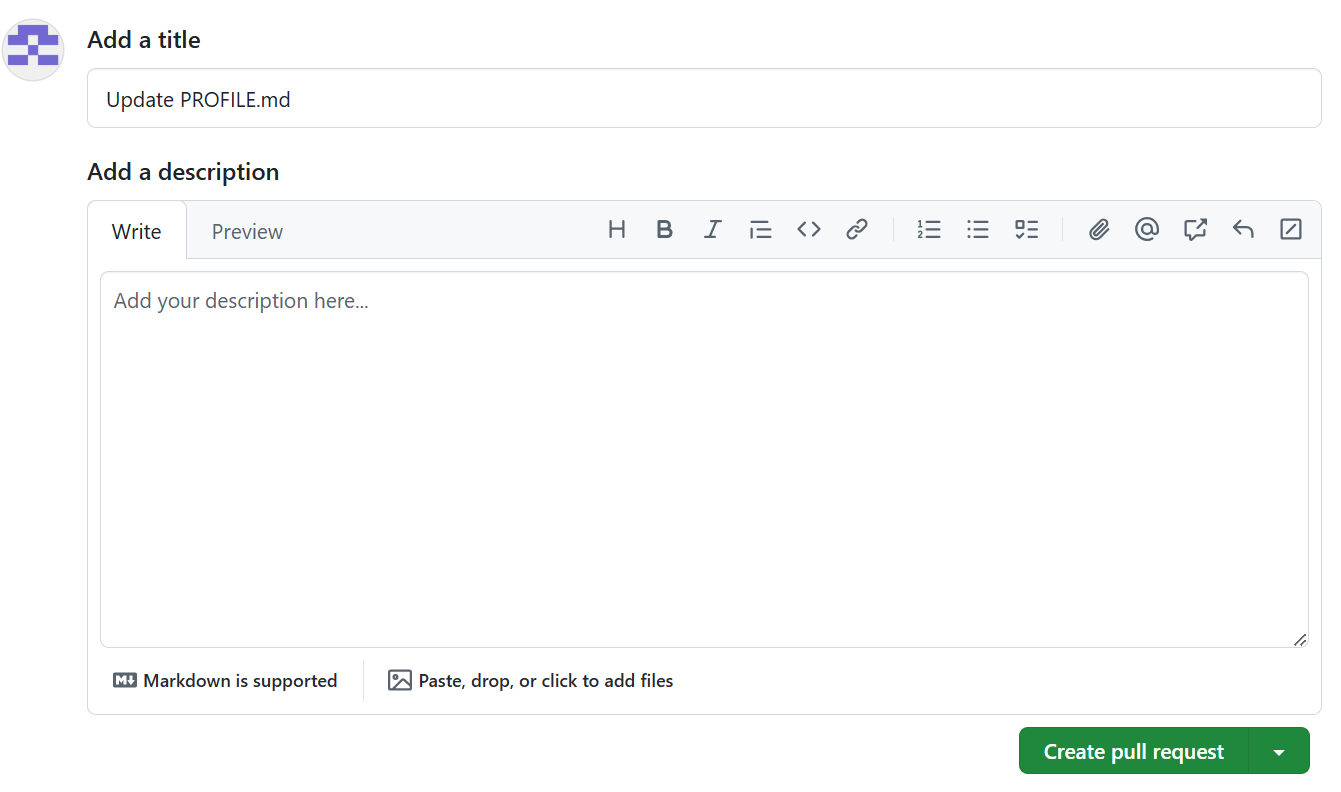 Add a title
Update PROFILE.md
Add a description
Write Preview
Add your description here...
Markdown is supported Paste, drop, or click to add files
Create pull request